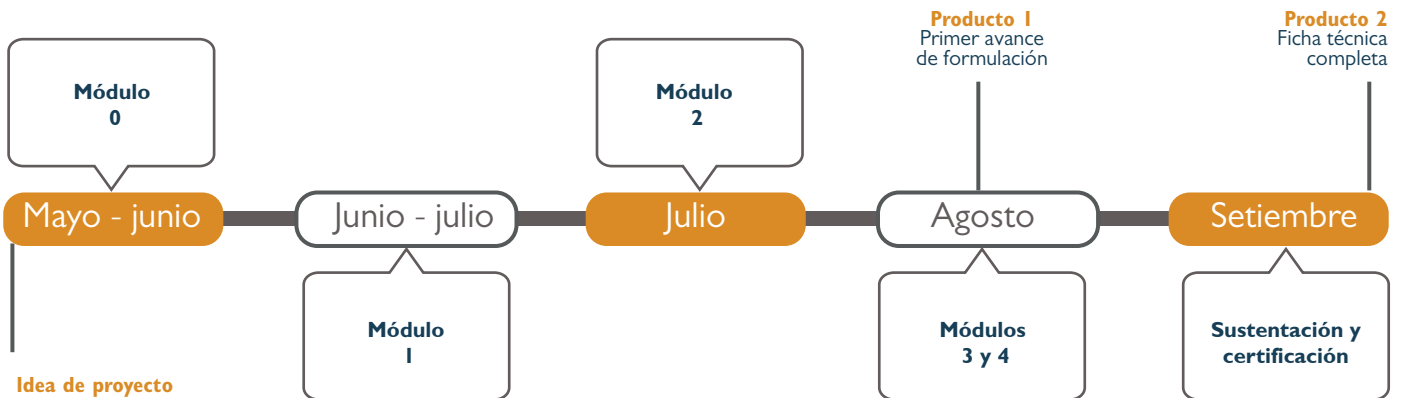 Producto 1
Primer avance
de formulación
Producto 2
Ficha técnica
completa
Módulo
0
Módulo
2
Mayo - junio
Junio - julio
Julio
Agosto
Setiembre
Módulo
1
Módulos
3 y 4
Sustentación y
certificación
Idea de proyecto